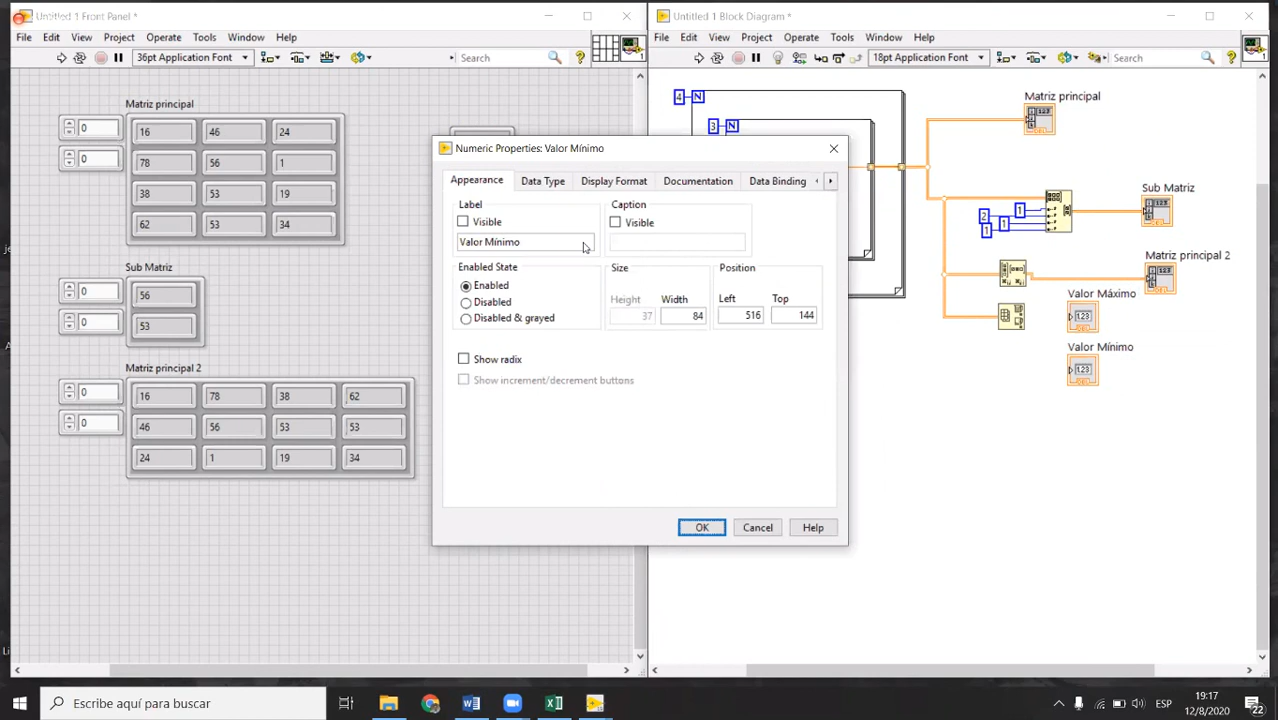 Untitled 1 Front Panel *
File Edit View Project Operate Tools Window Help
36pt Application Font
Search
Matriz principal
0
0
16 46 24
78 56 1
38 53 19
62 53 34
Sub Matriz
0
0
56
53
Matriz principal 2
0
0
16 78 38 62
46 56 53 53
24 1 19 34
Numeric Properties: Valor Mínimo
Appearance Data Type Display Format Documentation Data Binding
Label
Visible
Valor Mínimo
Caption
Visible
Enabled State
Enabled
Disabled
Disabled & grayed
Size
Height Width
37 84
Position
Left Top
516 144
Show radix
Show increment/decrement buttons
OK Cancel Help
Untitled 1 Block Diagram *
File Edit View Project Operate Tools Window Help
18pt Application Font
Search
4 N
3 N
Matriz principal
1
2
1
1
Sub Matriz
Matriz principal 2
Valor Máximo
123
Valor Mínimo
123
Escribe aquí para buscar
ESP
19:17
12/8/2020
22